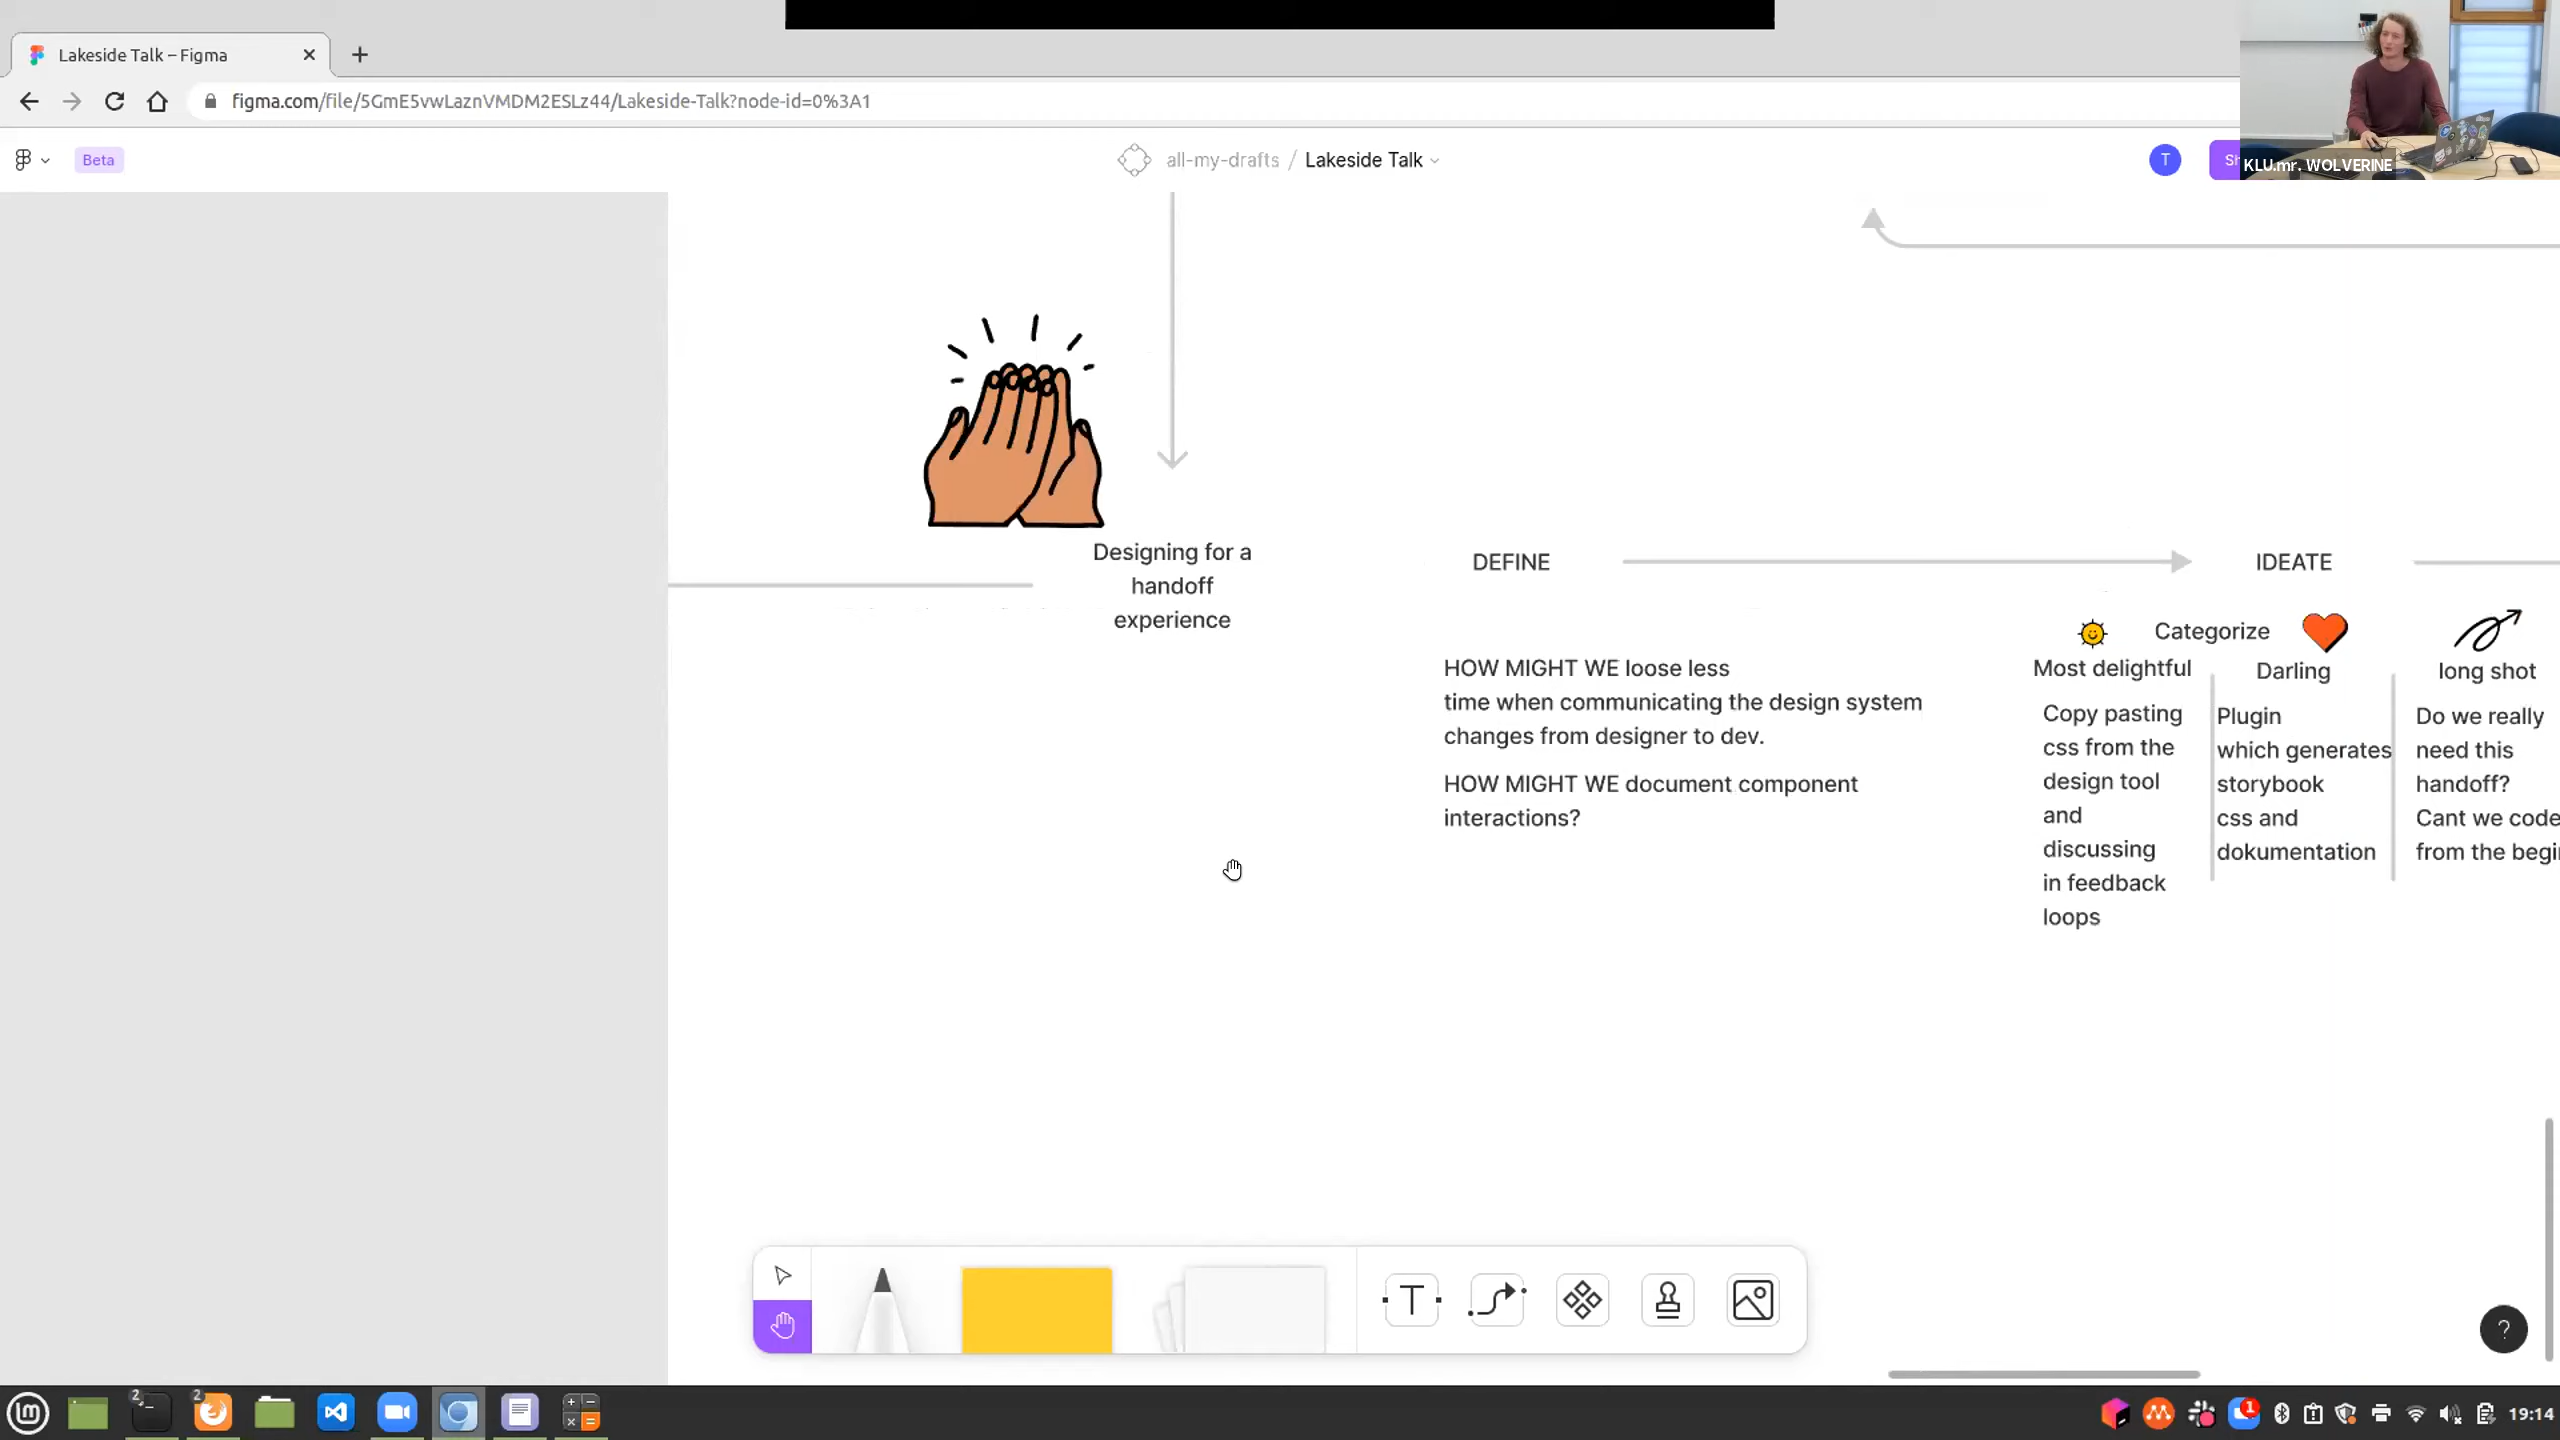 Lakeside Talk – Figma
figma.com/file/5GmE5vwLaznVMDM2ESLz44/Lakeside-Talk?node-id=0%3A1
Beta
all-my-drafts / Lakeside Talk
T
Sh
KLU.mr. WOLVERINE
Designing for a
handoff
experience
DEFINE
HOW MIGHT WE loose less
time when communicating the design system
changes from designer to dev.
HOW MIGHT WE document component
interactions?
IDEATE
Categorize
Most delightful
Copy pasting
css from the
design tool
and
discussing
in feedback
loops
Darling
Plugin
which generates
storybook
css and
dokumentation
long shot
Do we really
need this
handoff?
Cant we code
from the begi
T
?
2
2
1
19:14